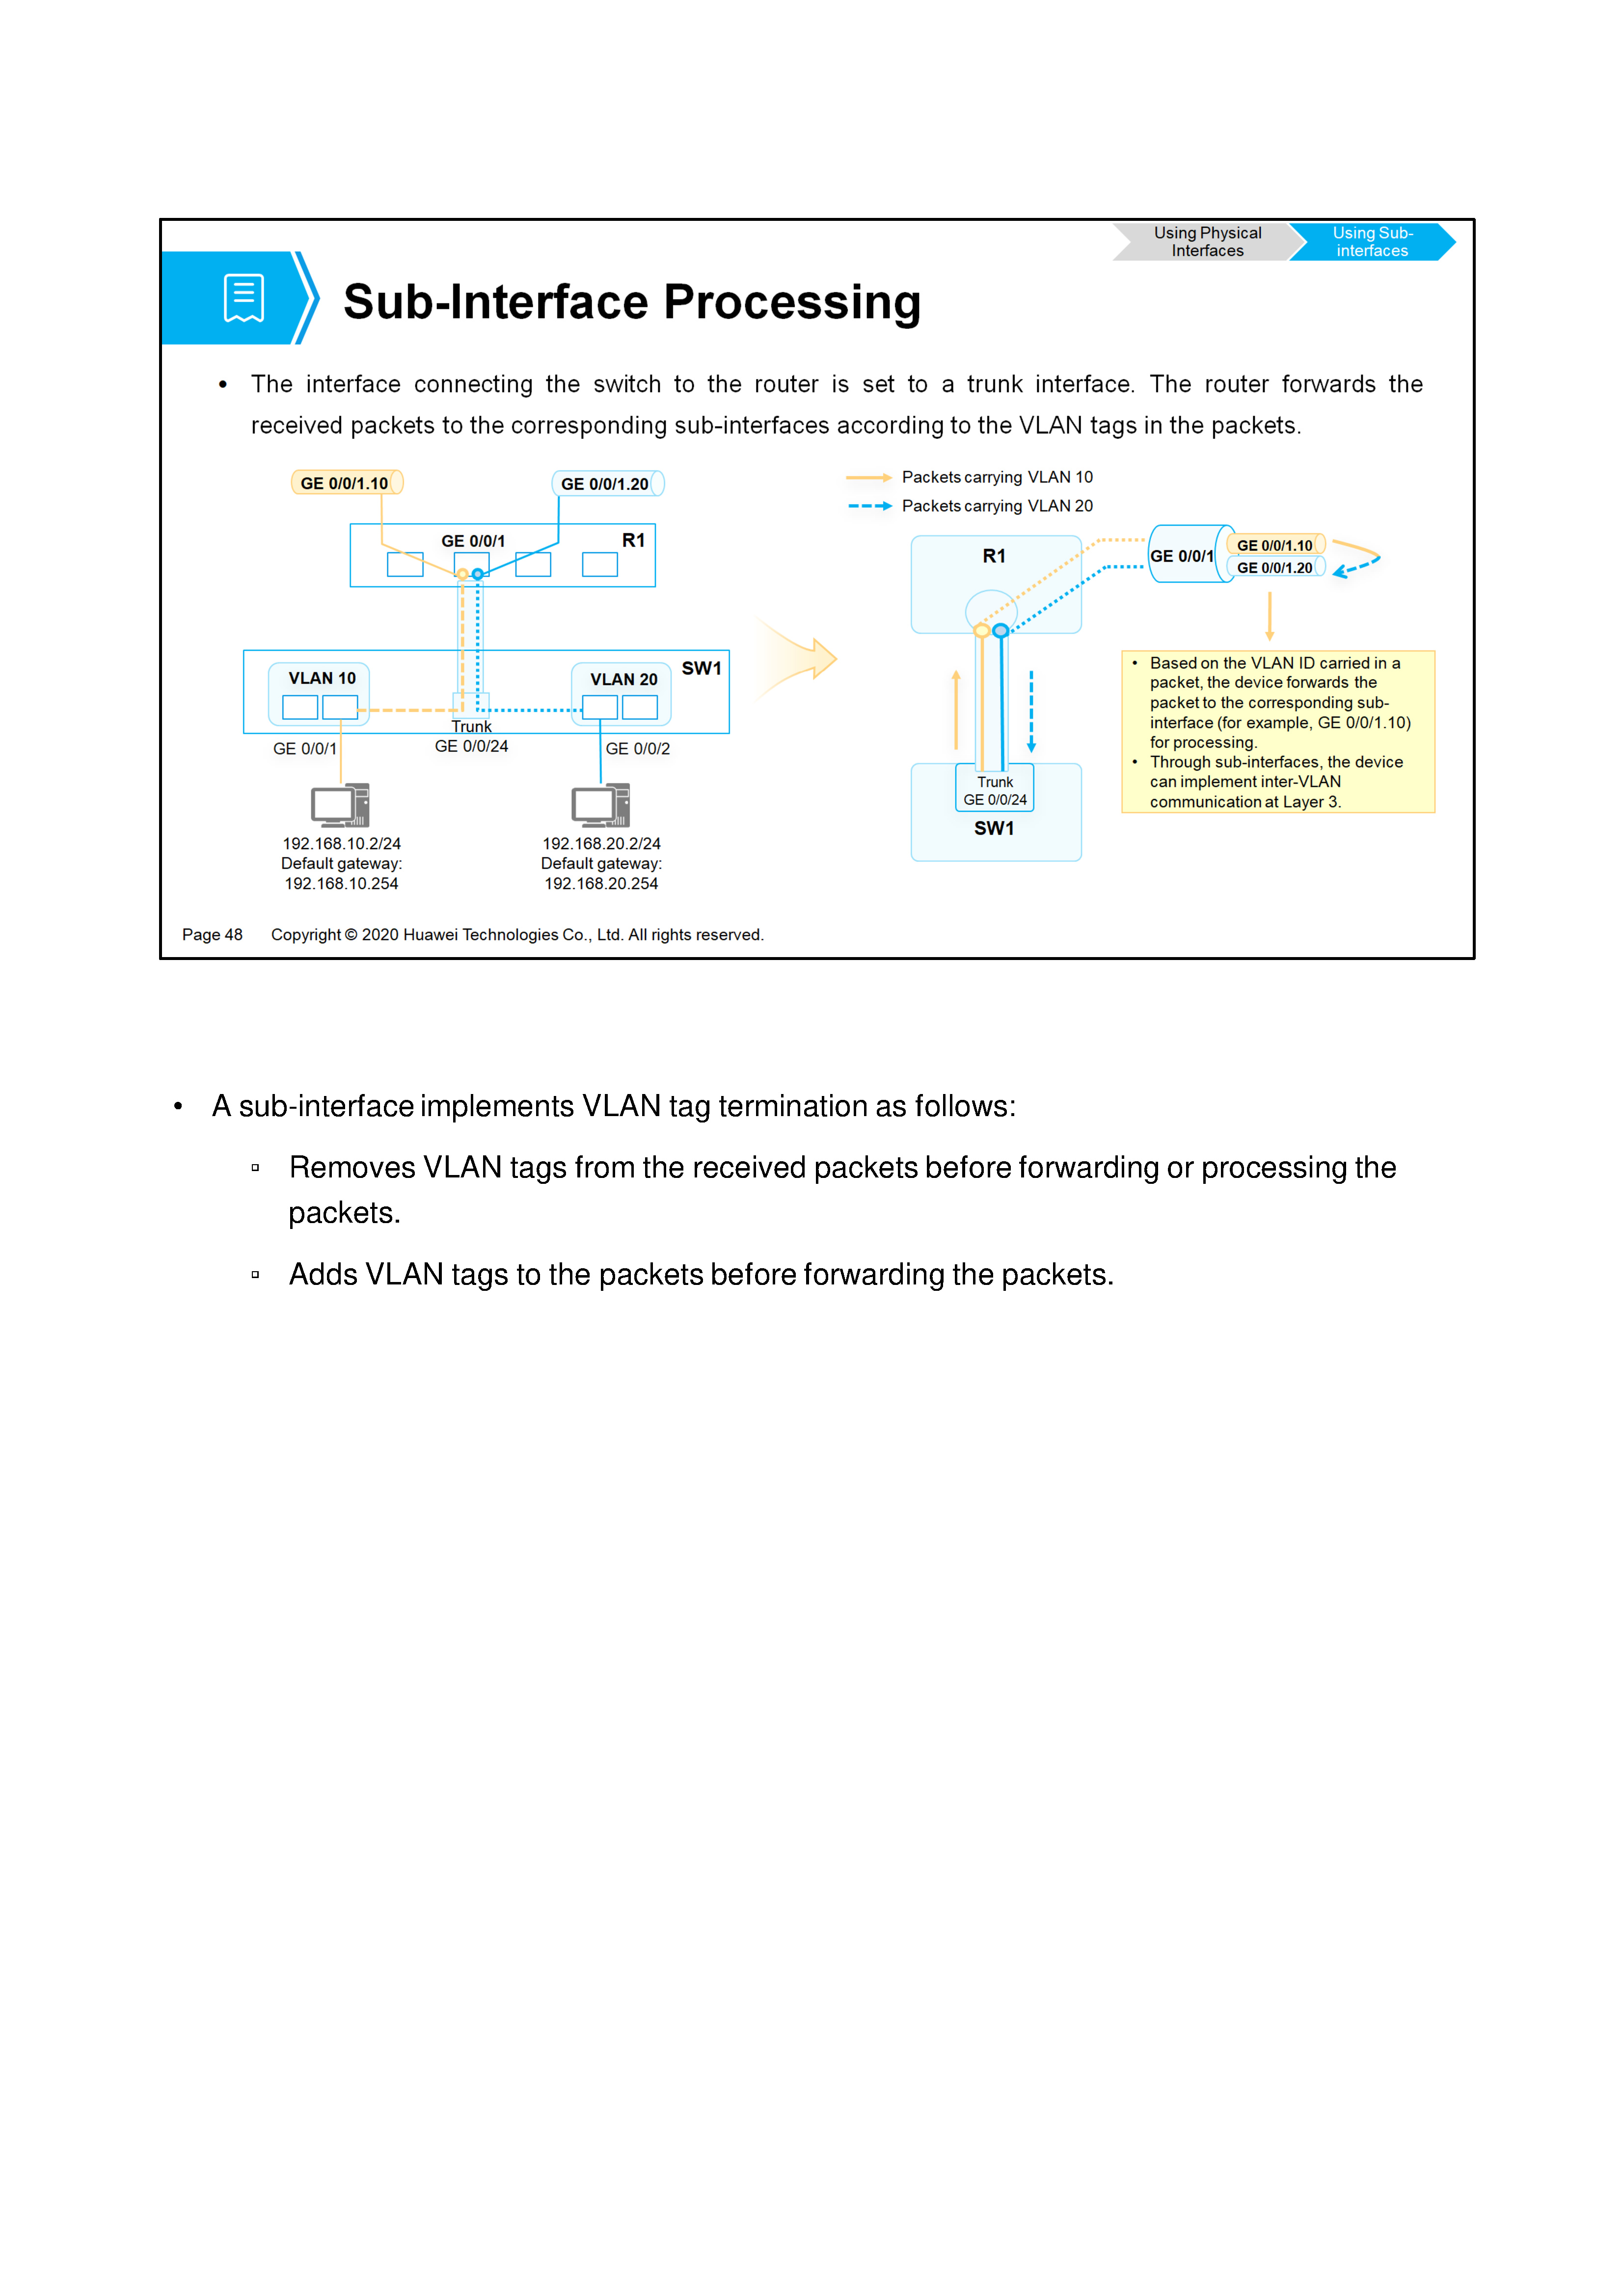 Using Physical
Interfaces
Using Sub-
interfaces
Sub-Interface Processing
• The interface connecting the switch to the router is set to a trunk interface. The router forwards the
received packets to the corresponding sub-interfaces according to the VLAN tags in the packets.
GE 0/0/1.10
GE 0/0/1.20
GE 0/0/1
R1
SW1
VLAN 10
VLAN 20
Trunk
GE 0/0/24
GE 0/0/1
GE 0/0/2
192.168.10.2/24
Default gateway:
192.168.10.254
192.168.20.2/24
Default gateway:
192.168.20.254
Packets carrying VLAN 10
Packets carrying VLAN 20
R1
GE 0/0/1
GE 0/0/1.10
GE 0/0/1.20
Trunk
GE 0/0/24
SW1
• Based on the VLAN ID carried in a
packet, the device forwards the
packet to the corresponding sub-
interface (for example, GE 0/0/1.10)
for processing.
• Through sub-interfaces, the device
can implement inter-VLAN
communication at Layer 3.
Page 48 Copyright © 2020 Huawei Technologies Co., Ltd. All rights reserved.
• A sub-interface implements VLAN tag termination as follows:
▫ Removes VLAN tags from the received packets before forwarding or processing the
packets.
▫ Adds VLAN tags to the packets before forwarding the packets.